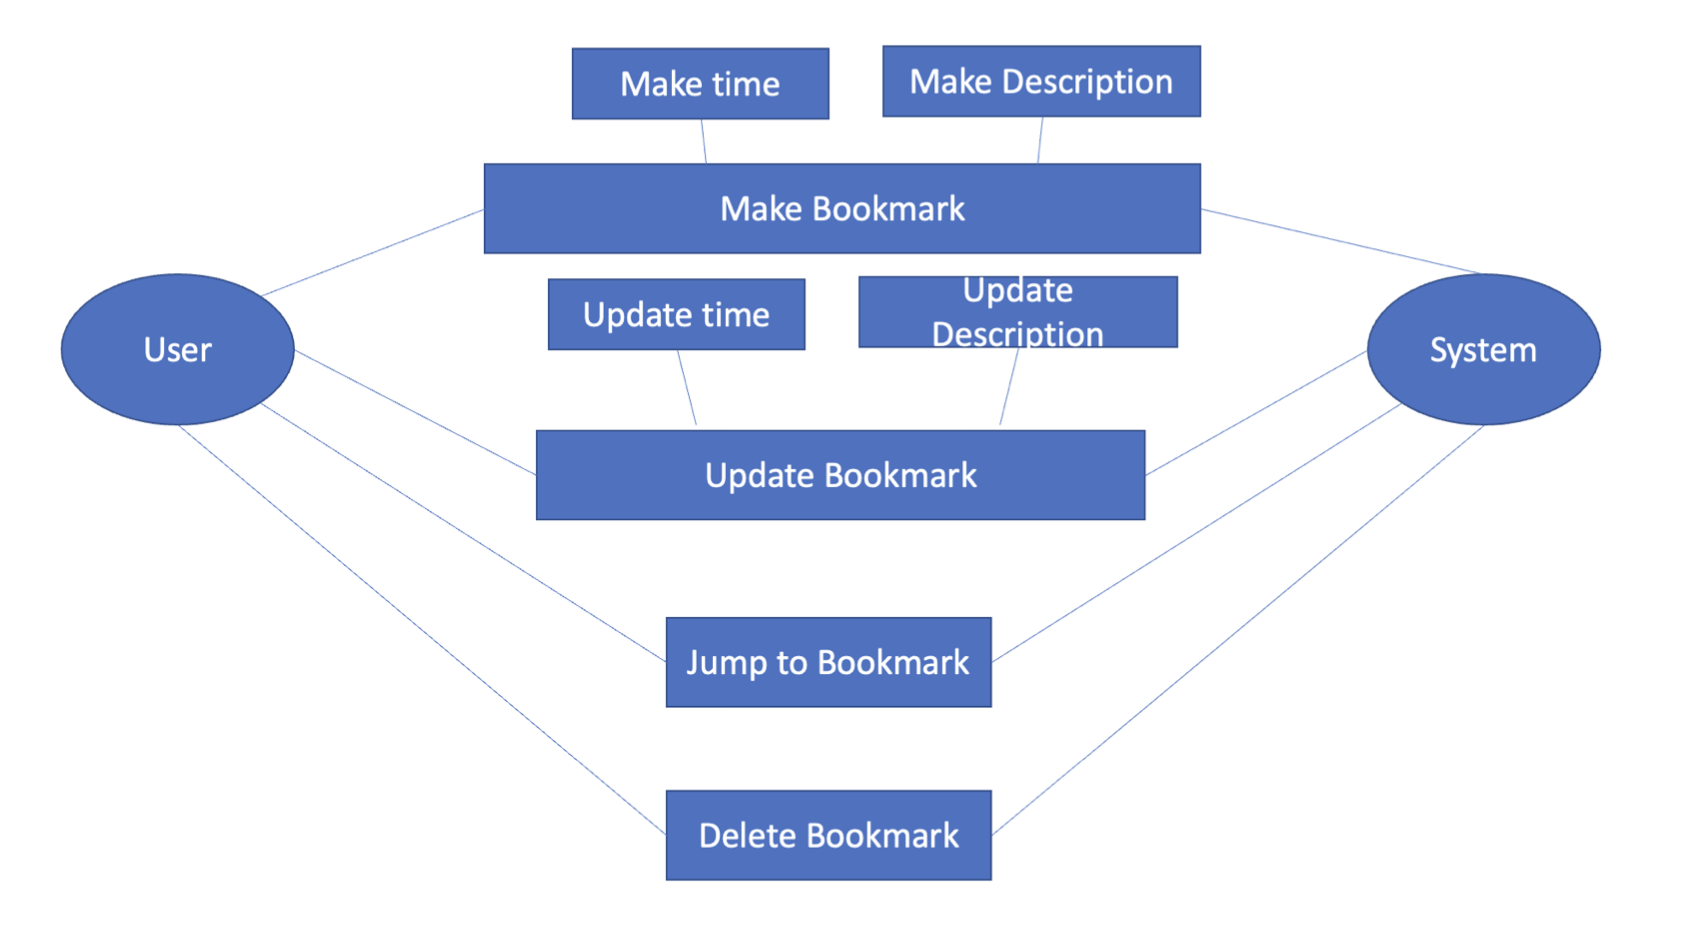 Make time
Make Description
Make Bookmark
Update time
Update
Description
User
System
Update Bookmark
Jump to Bookmark
Delete Bookmark